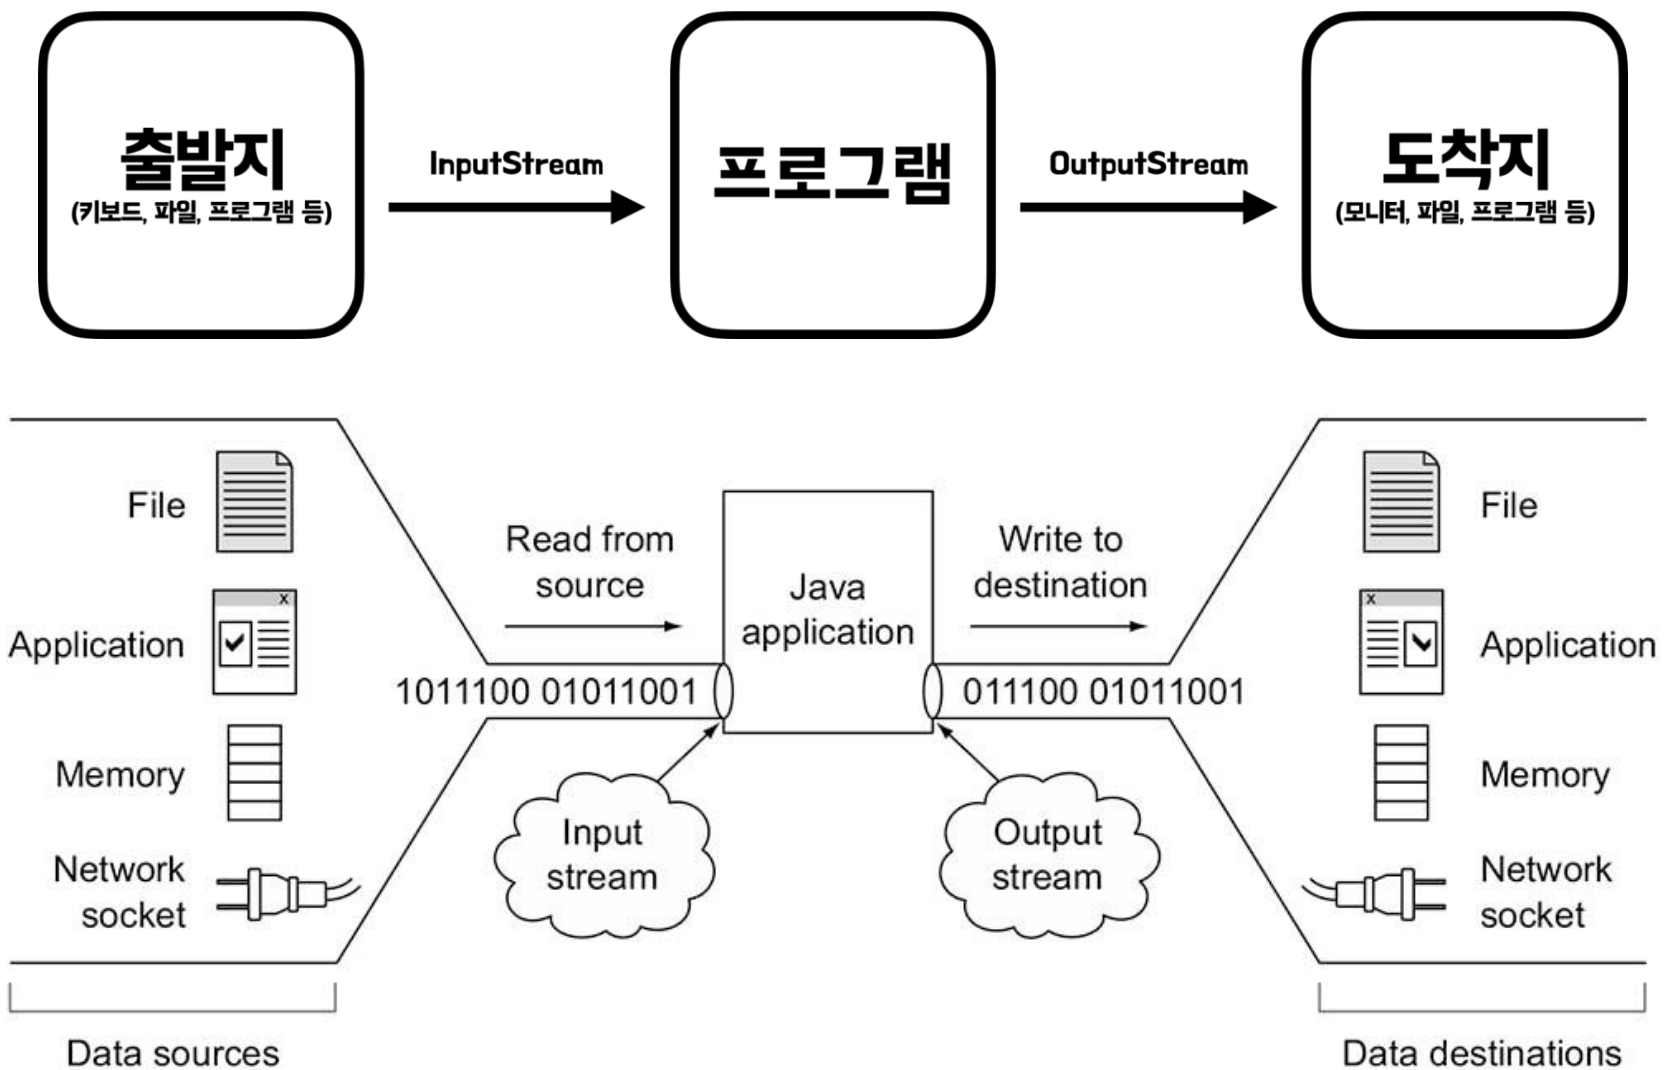 출발지
(키보드, 파일, 프로그램 등)
InputStream
프로그램
OutputStream
도착지
(모니터, 파일, 프로그램 등)
File
Application
Memory
Network
socket
Data sources
x
Read from
source
1011100 01011001
Input
stream
Java
application
Write to
destination
011100 01011001
Output
stream
x
File
Application
Memory
Network
socket
Data destinations